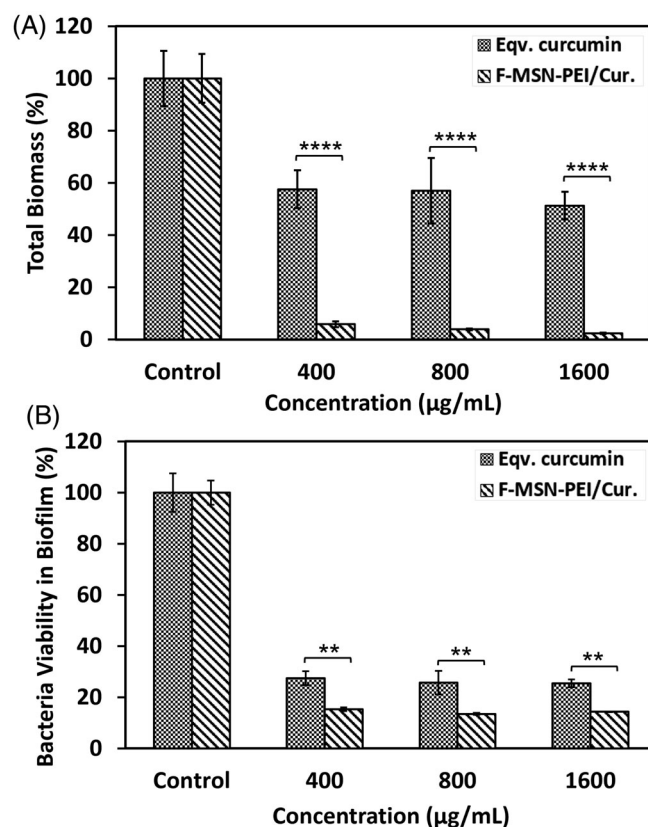 (A)
120
100
80
60
40
20
0
Total Biomass (%)
Eqv. curcumin
F-MSN-PEI/Cur.
****
****
****
Control 400 800 1600
Concentration (µg/mL)
(B)
120
100
80
60
40
20
0
Bacteria Viability in Biofilm (%)
Eqv. curcumin
F-MSN-PEI/Cur.
**
**
**
Control 400 800 1600
Concentration (µg/mL)